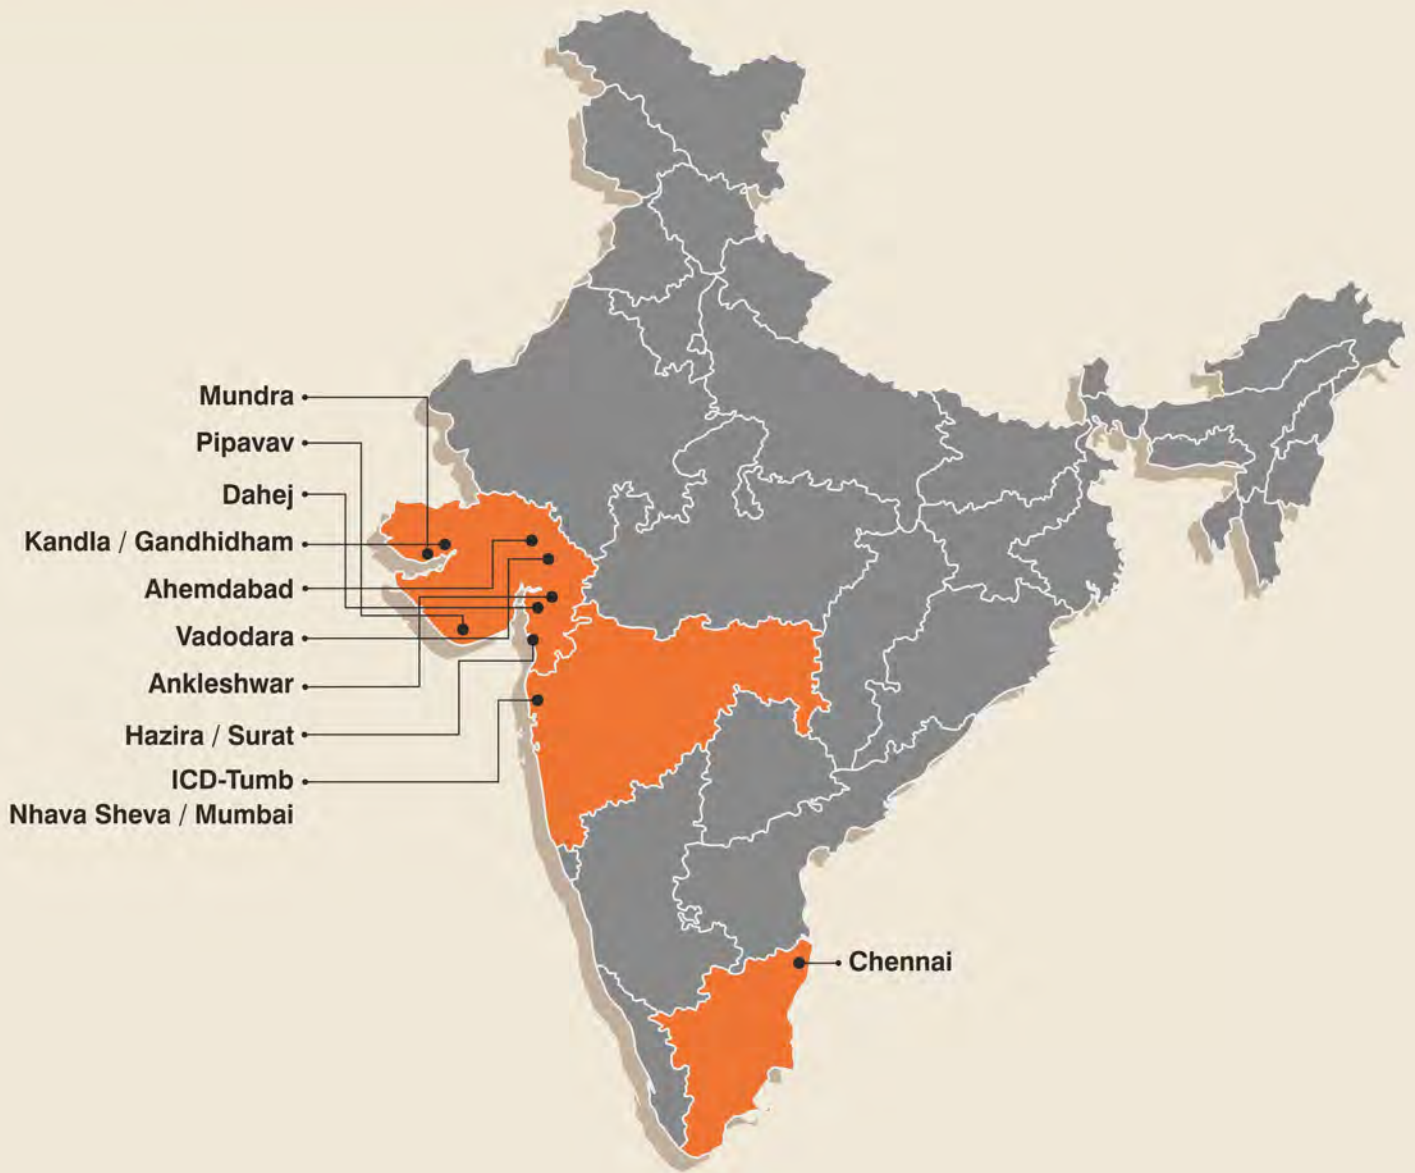 Mundra
Pipavav
Dahej
Kandla / Gandhidham
Ahemdabad
Vadodara
Ankleshwar
Hazira / Surat
ICD-Tumb
Nhava Sheva / Mumbai
Chennai